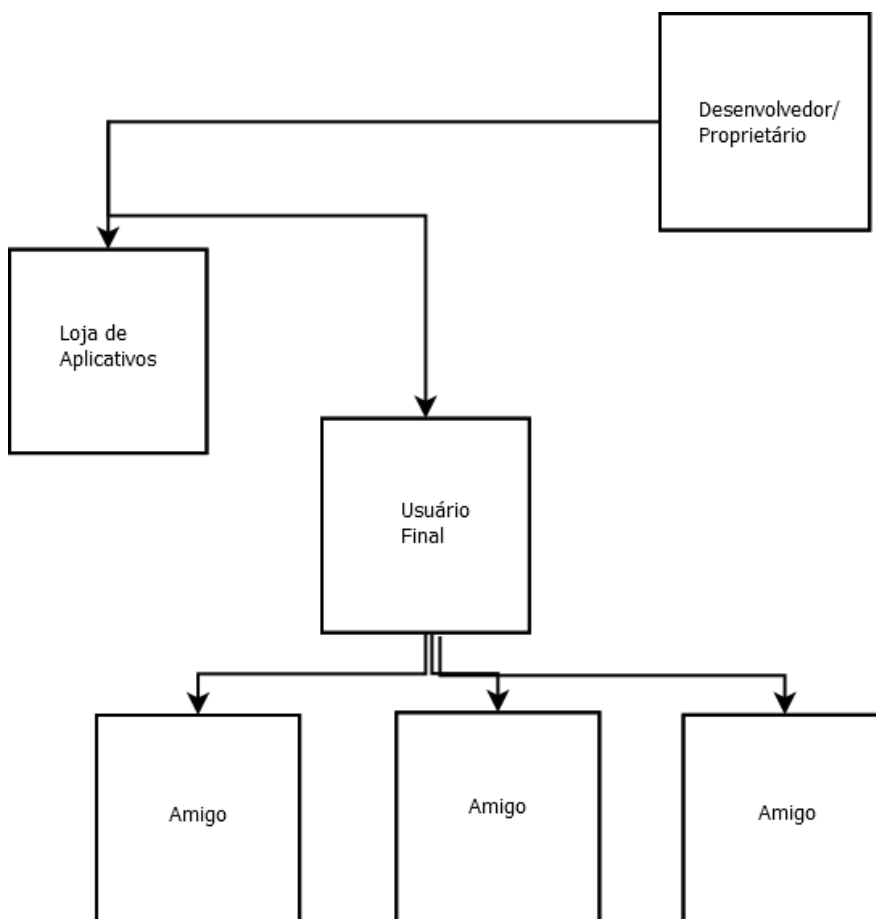 Desenvolvedor/
Proprietário
Loja de
Aplicativos
Usuário
Final
Amigo
Amigo
Amigo